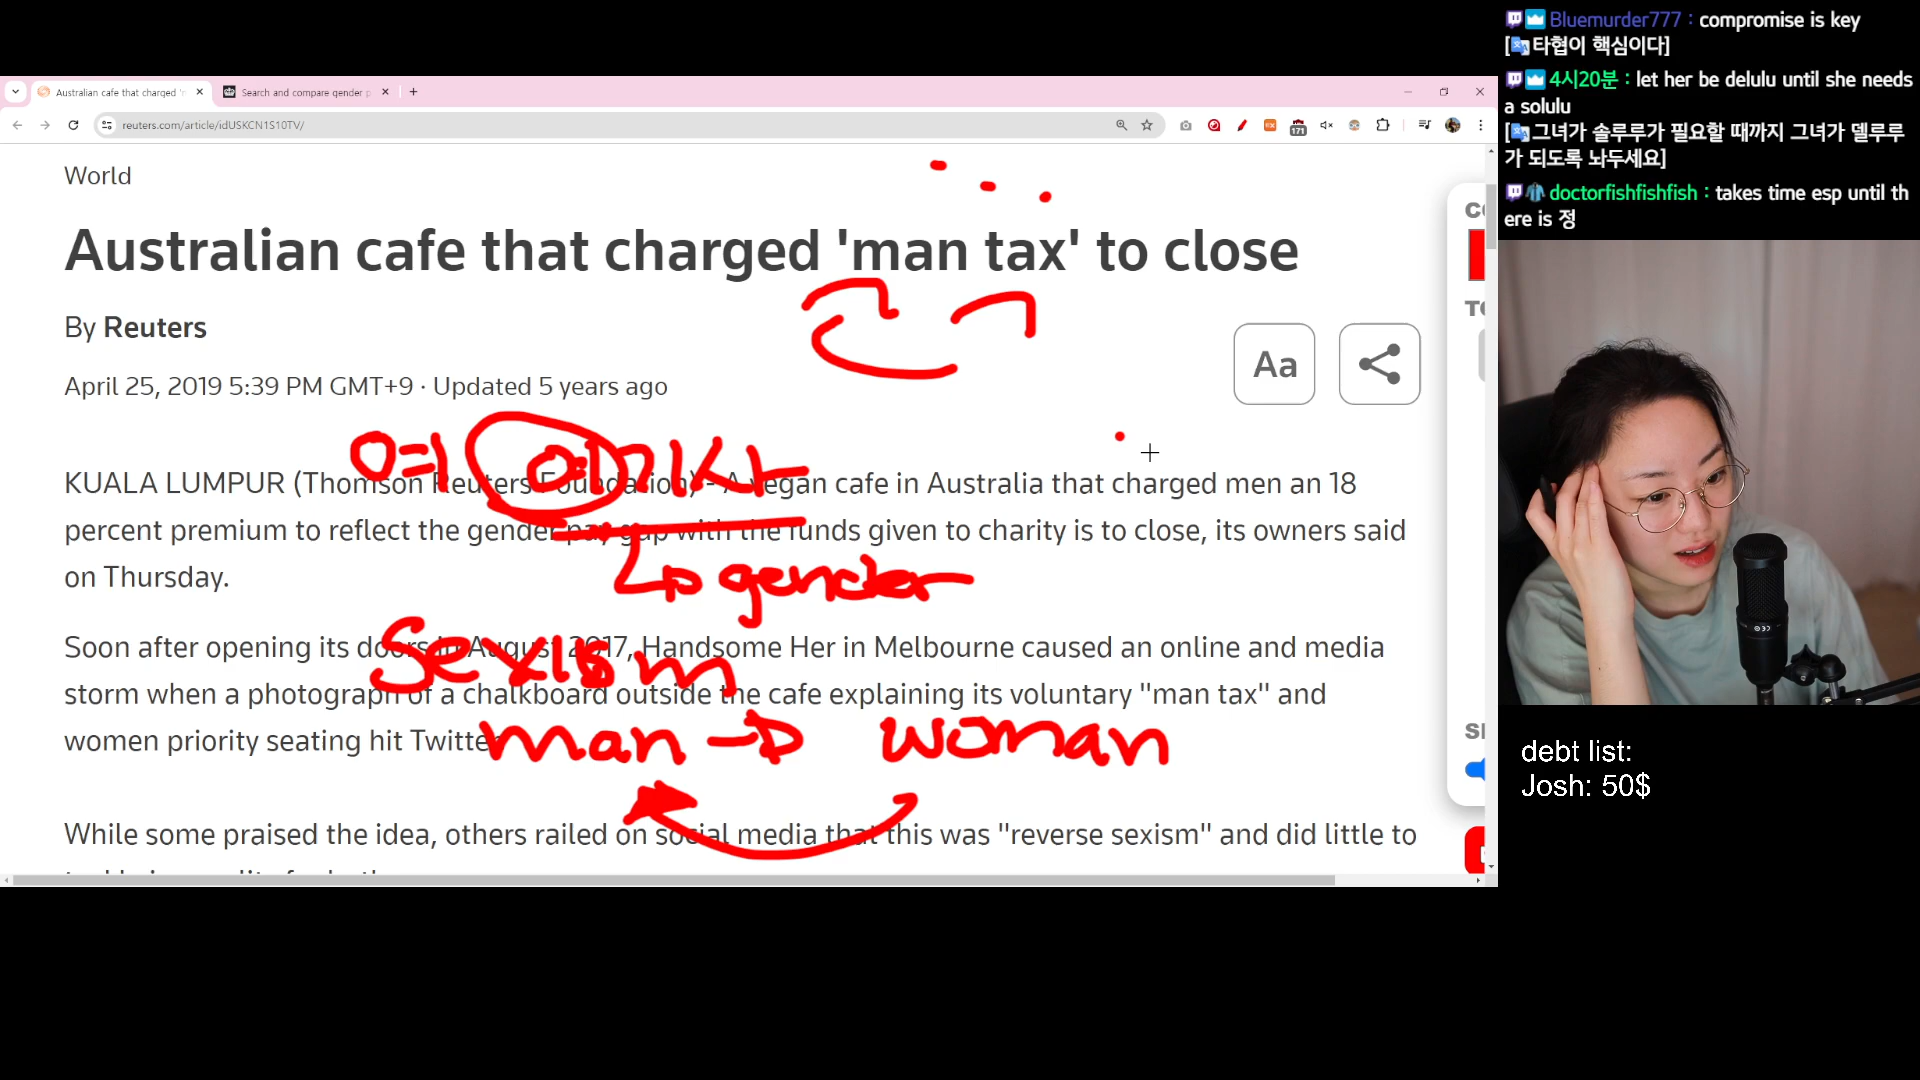 Australian cafe that charged 'm
Search and compare gender p
reuters.com/article/idUSKCN1S10TV/
171
World
Australian cafe that charged 'man tax' to close
By Reuters
April 25, 2019 5:39 PM GMT+9 · Updated 5 years ago
Aa
KUALA LUMPUR (Thomson Reuters Foundation) - A vegan cafe in Australia that charged men an 18
percent premium to reflect the gender pay gap with the funds given to charity is to close, its owners said
on Thursday.
gender
Soon after opening its doors in August 2017, Handsome Her in Melbourne caused an online and media
sexism
storm when a photograph of a chalkboard outside the cafe explaining its voluntary "man tax" and
women priority seating hit Twitter
man → woman
While some praised the idea, others railed on social media that this was "reverse sexism" and did little to
Bluemurder777 : compromise is key
[타협이 핵심이다]
4시20분 : let her be delulu until she needs
a solulu
[그녀가 솔루루가 필요할 때까지 그녀가 델루루
가 되도록 놔두세요]
doctorfishfishfish : takes time esp until th
ere is 정
debt list:
Josh: 50$